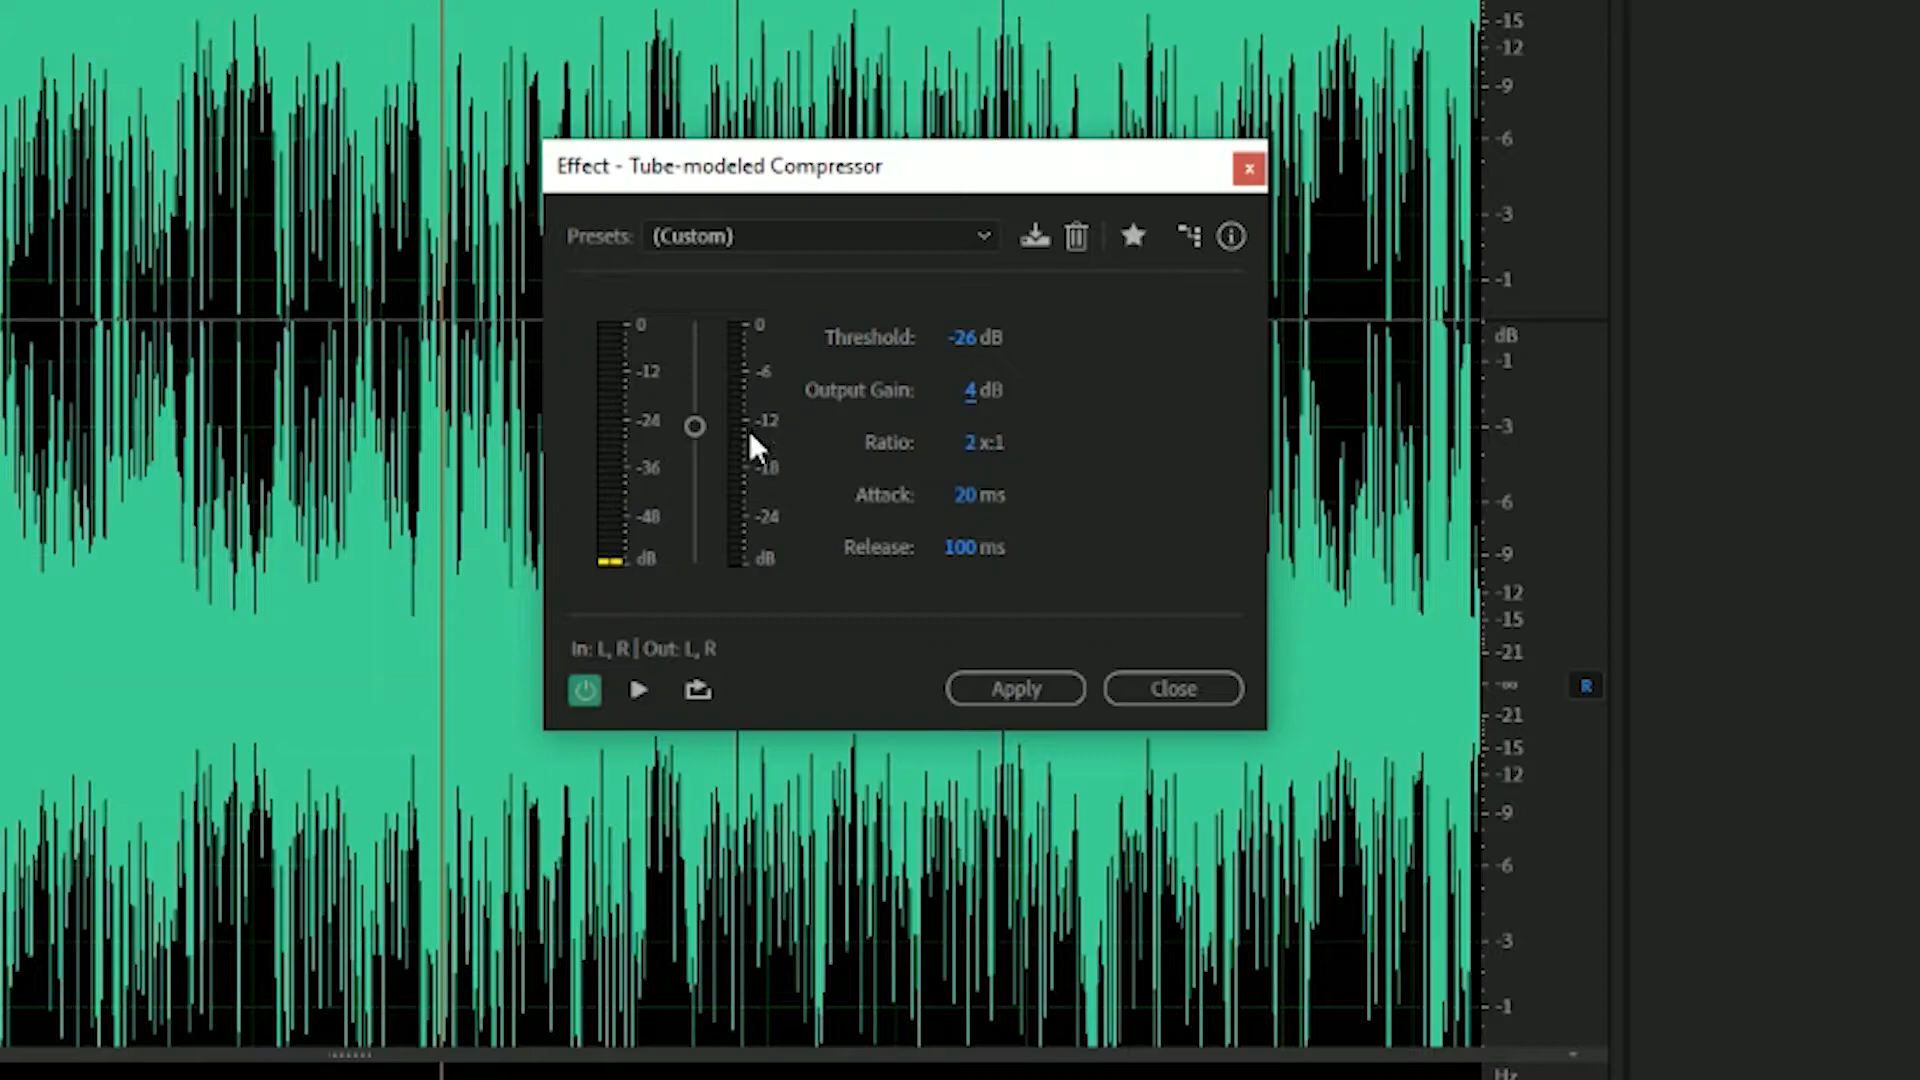 Effect - Tube-modeled Compressor
x
Presets: (Custom)
0
-12
-24
-36
-48
dB
0
-6
-12
-18
-24
dB
Threshold: -26 dB
Output Gain: 4 dB
Ratio: 2 x:1
Attack: 20 ms
Release: 100 ms
In: L, R | Out: L, R
Apply
Close
-15
-12
-9
-6
-3
-1
dB
-1
-3
-6
-9
-12
-15
-21
-∞
-21
-15
-12
-9
-6
-3
-1
Hz
R